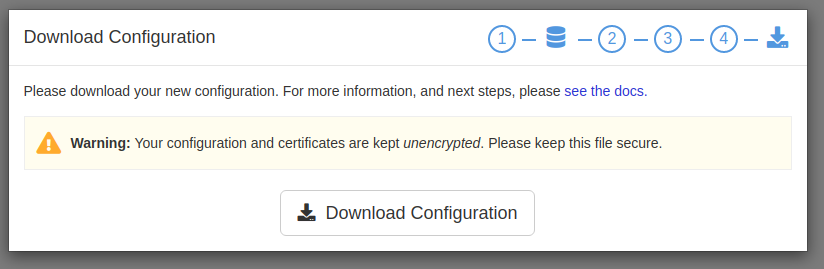 Download Configuration
1 2 3 4
Please download your new configuration. For more information, and next steps, please see the docs.
Warning: Your configuration and certificates are kept unencrypted. Please keep this file secure.
Download Configuration